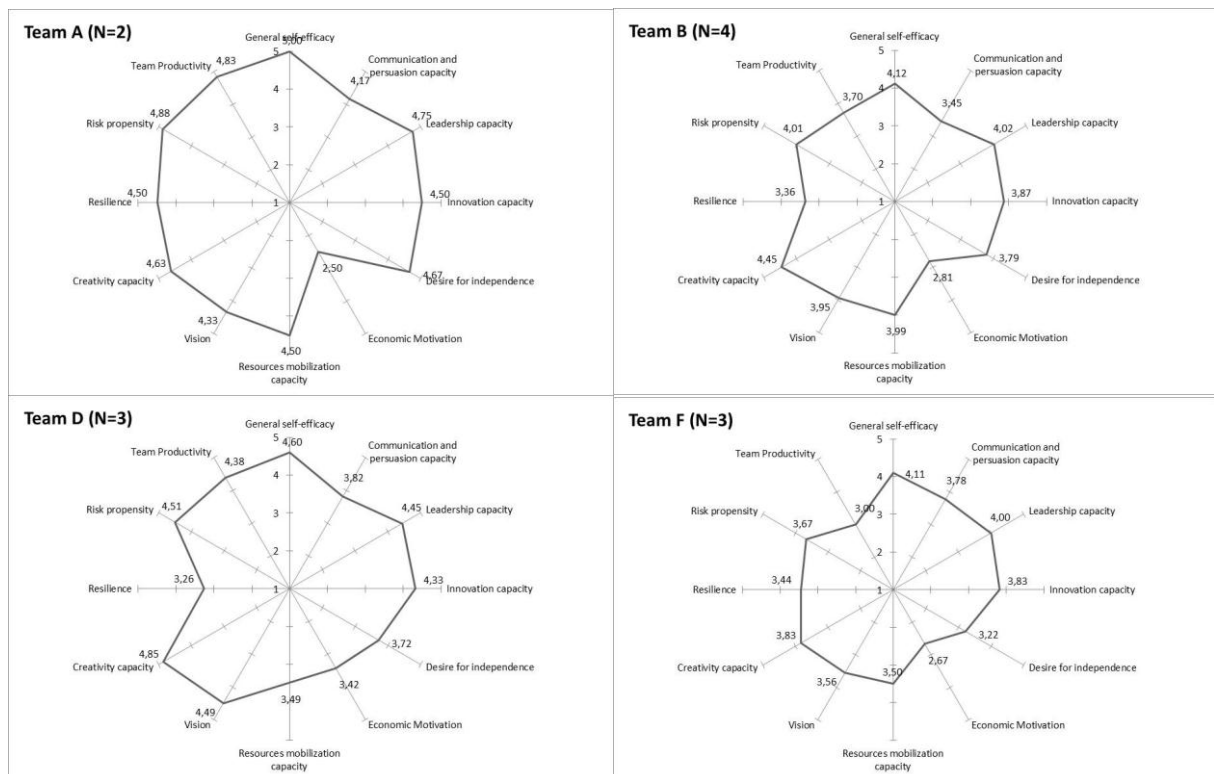 Team A (N=2)
General self-efficacy
5,00
5
Communication and
persuasion capacity
4,17
4
4,75
Leadership capacity
3
2
1
4,50
Innovation capacity
4,67
Desire for independence
2,50
Economic Motivation
4,50
Resources mobilization
capacity
4,33
Vision
4,63
Creativity capacity
4,50
Resilience
4,88
Risk propensity
4,83
Team Productivity
Team B (N=4)
General self-efficacy
5
4,12
4
Communication and
persuasion capacity
3,45
3
4,02
Leadership capacity
2
1
3,87
Innovation capacity
3,79
Desire for independence
2,81
Economic Motivation
3,99
Resources mobilization
capacity
3,95
Vision
4,45
Creativity capacity
3,36
Resilience
4,01
Risk propensity
3,70
Team Productivity
Team D (N=3)
General self-efficacy
5
4,60
4
Communication and
persuasion capacity
3,82
3
4,45
Leadership capacity
2
1
4,33
Innovation capacity
3,72
Desire for independence
3,42
Economic Motivation
3,49
Resources mobilization
capacity
4,49
Vision
4,85
Creativity capacity
3,26
Resilience
4,51
Risk propensity
4,38
Team Productivity
Team F (N=3)
General self-efficacy
5
4,11
4
Communication and
persuasion capacity
3,78
3
4,00
Leadership capacity
2
1
3,83
Innovation capacity
3,22
Desire for independence
2,67
Economic Motivation
3,50
Resources mobilization
capacity
3,56
Vision
3,83
Creativity capacity
3,44
Resilience
3,67
Risk propensity
3,00
Team Productivity